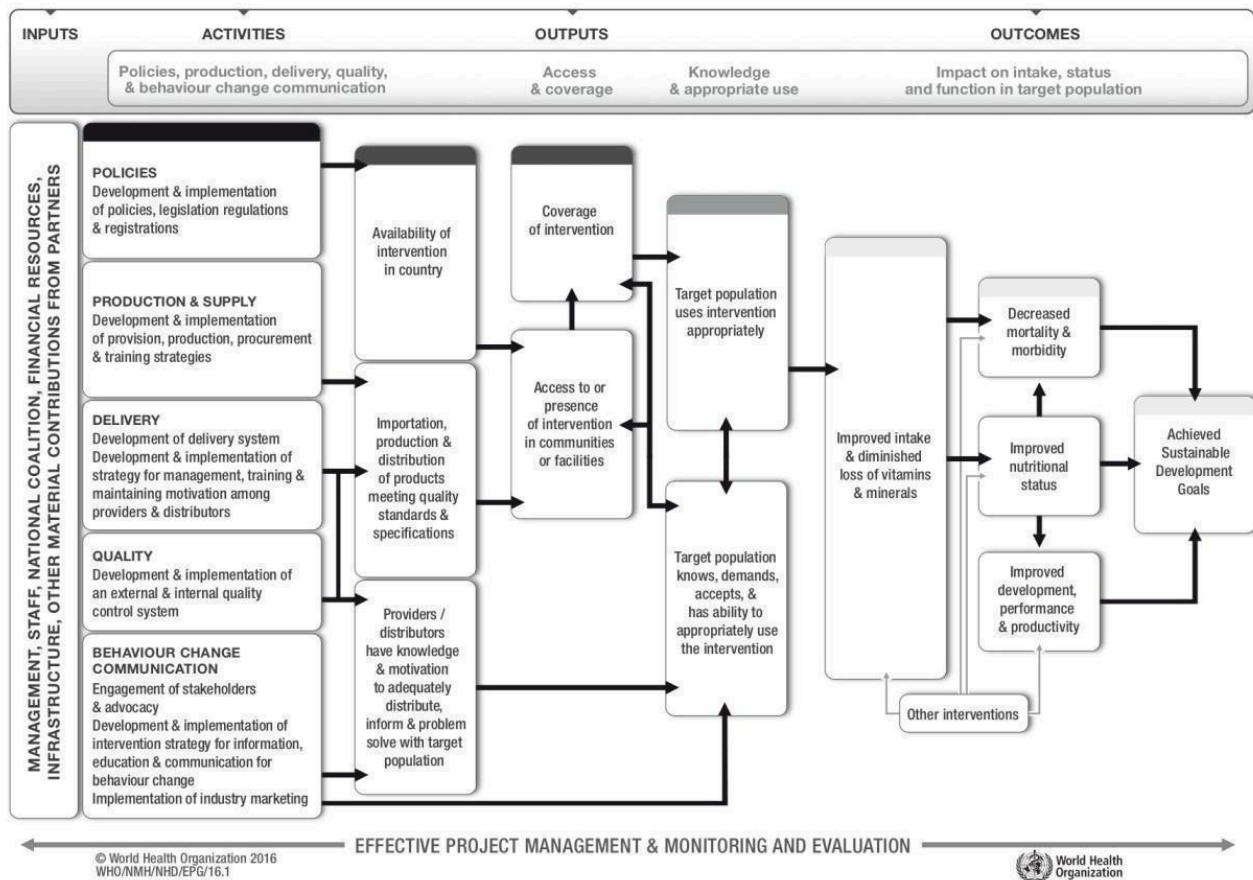 INPUTS
ACTIVITIES
OUTPUTS
OUTCOMES
Policies, production, delivery, quality,
& behaviour change communication
Access
& coverage
Knowledge
& appropriate use
Impact on intake, status
and function in target population
MANAGEMENT, STAFF, NATIONAL COALITION, FINANCIAL RESOURCES,
INFRASTRUCTURE, OTHER MATERIAL CONTRIBUTIONS FROM PARTNERS
POLICIES
Development & implementation
of policies, legislation regulations
& registrations
PRODUCTION & SUPPLY
Development & implementation
of provision, production, procurement
& training strategies
DELIVERY
Development of delivery system
Development & implementation of
strategy for management, training &
maintaining motivation among
providers & distributors
QUALITY
Development & implementation of
an external & internal quality
control system
BEHAVIOUR CHANGE
COMMUNICATION
Engagement of stakeholders
& advocacy
Development & implementation of
intervention strategy for information,
education & communication for
behaviour change
Implementation of industry marketing
Availability of
intervention
in country
Importation,
production &
distribution
of products
meeting quality
standards &
specifications
Providers /
distributors
have knowledge
& motivation
to adequately
distribute,
inform & problem
solve with target
population
Coverage
of intervention
Access to or
presence
of intervention
in communities
or facilities
Target population
uses intervention
appropriately
Target population
knows, demands,
accepts, &
has ability to
appropriately use
the intervention
Improved intake
& diminished
loss of vitamins
& minerals
Decreased
mortality &
morbidity
Improved
nutritional
status
Improved
development,
performance
& productivity
Other interventions
Achieved
Sustainable
Development
Goals
EFFECTIVE PROJECT MANAGEMENT & MONITORING AND EVALUATION
© World Health Organization 2016
WHO/NMH/NHD/EPG/16.1
World Health
Organization